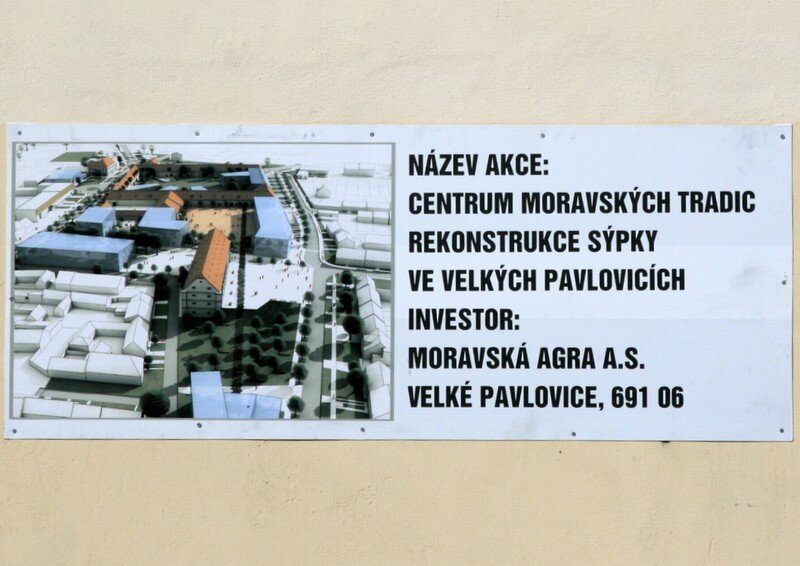 NÁZEV AKCE:
CENTRUM MORAVSKÝCH TRADIC
REKONSTRUKCE SÝPKY
VE VELKÝCH PAVLOVICÍCH
INVESTOR:
MORAVSKÁ AGRA A.S.
VELKÉ PAVLOVICE, 691 06